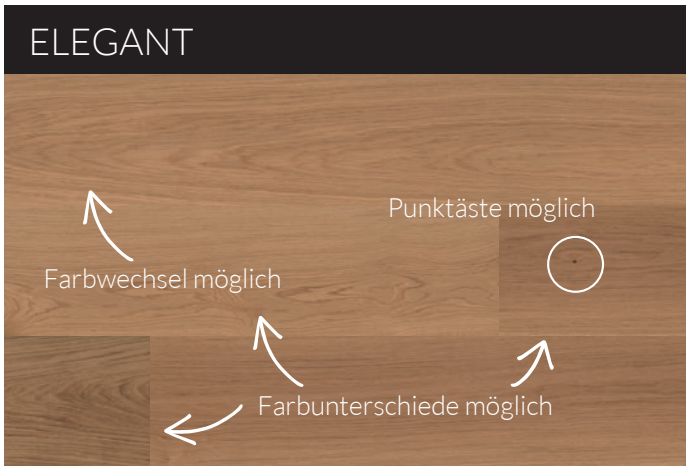 ELEGANT
Punktäste möglich
Farbwechsel möglich
Farbunterschiede möglich